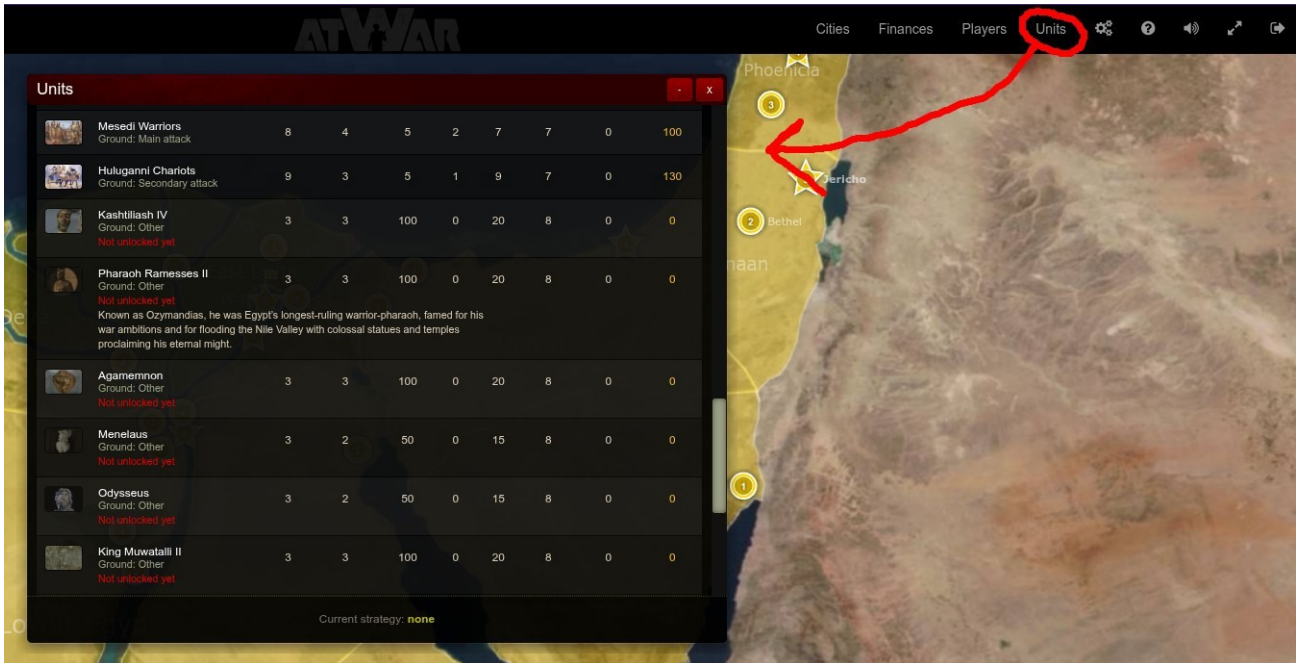 ATWAR
Cities Finances Players Units
Units
- x
Mesedi Warriors 8 4 5 2 7 7 0 100
Ground: Main attack
Huluganni Chariots 9 3 5 1 9 7 0 130
Ground: Secondary attack
Kashtiliash IV 3 3 100 0 20 8 0 0
Ground: Other
Not unlocked yet
Pharaoh Ramesses II 3 3 100 0 20 8 0 0
Ground: Other
Not unlocked yet
Known as Ozymandias, he was Egypt's longest-ruling warrior-pharaoh, famed for his
war ambitions and for flooding the Nile Valley with colossal statues and temples
proclaiming his eternal might.
Agamemnon 3 3 100 0 20 8 0 0
Ground: Other
Not unlocked yet
Menelaus 3 2 50 0 15 8 0 0
Ground: Other
Not unlocked yet
Odysseus 3 2 50 0 15 8 0 0
Ground: Other
Not unlocked yet
King Muwatalli II 3 3 100 0 20 8 0 0
Ground: Other
Not unlocked yet
Current strategy: none
Phoenicia
3
Jericho
2 Bethel
naan
1